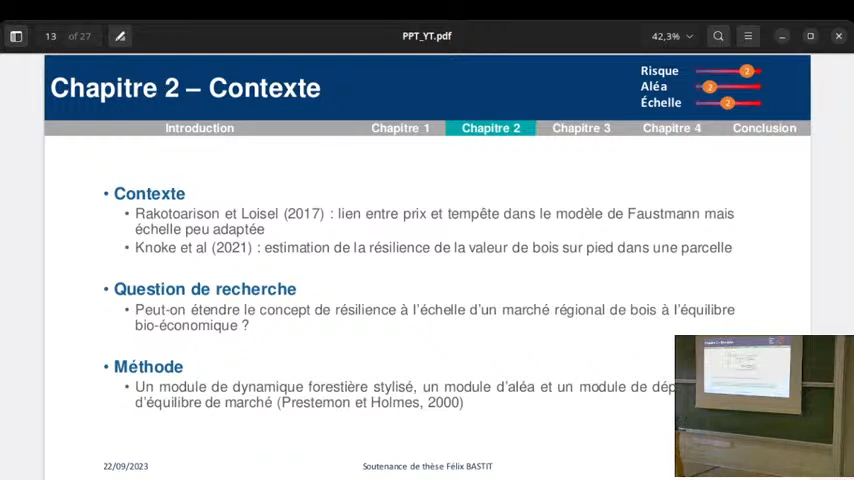 13 of 27
PPT_YT.pdf
42,3%
Chapitre 2 – Contexte
Risque 2
Aléa 2
Échelle 2
Introduction Chapitre 1 Chapitre 2 Chapitre 3 Chapitre 4 Conclusion
• Contexte
• Rakotoarison et Loisel (2017) : lien entre prix et tempête dans le modèle de Faustmann mais
échelle peu adaptée
• Knoke et al (2021) : estimation de la résilience de la valeur de bois sur pied dans une parcelle
• Question de recherche
• Peut-on étendre le concept de résilience à l'échelle d'un marché régional de bois à l'équilibre
bio-économique ?
• Méthode
• Un module de dynamique forestière stylisé, un module d'aléa et un module de dép
d'équilibre de marché (Prestemon et Holmes, 2000)
22/09/2023
Soutenance de thèse Félix BASTIT